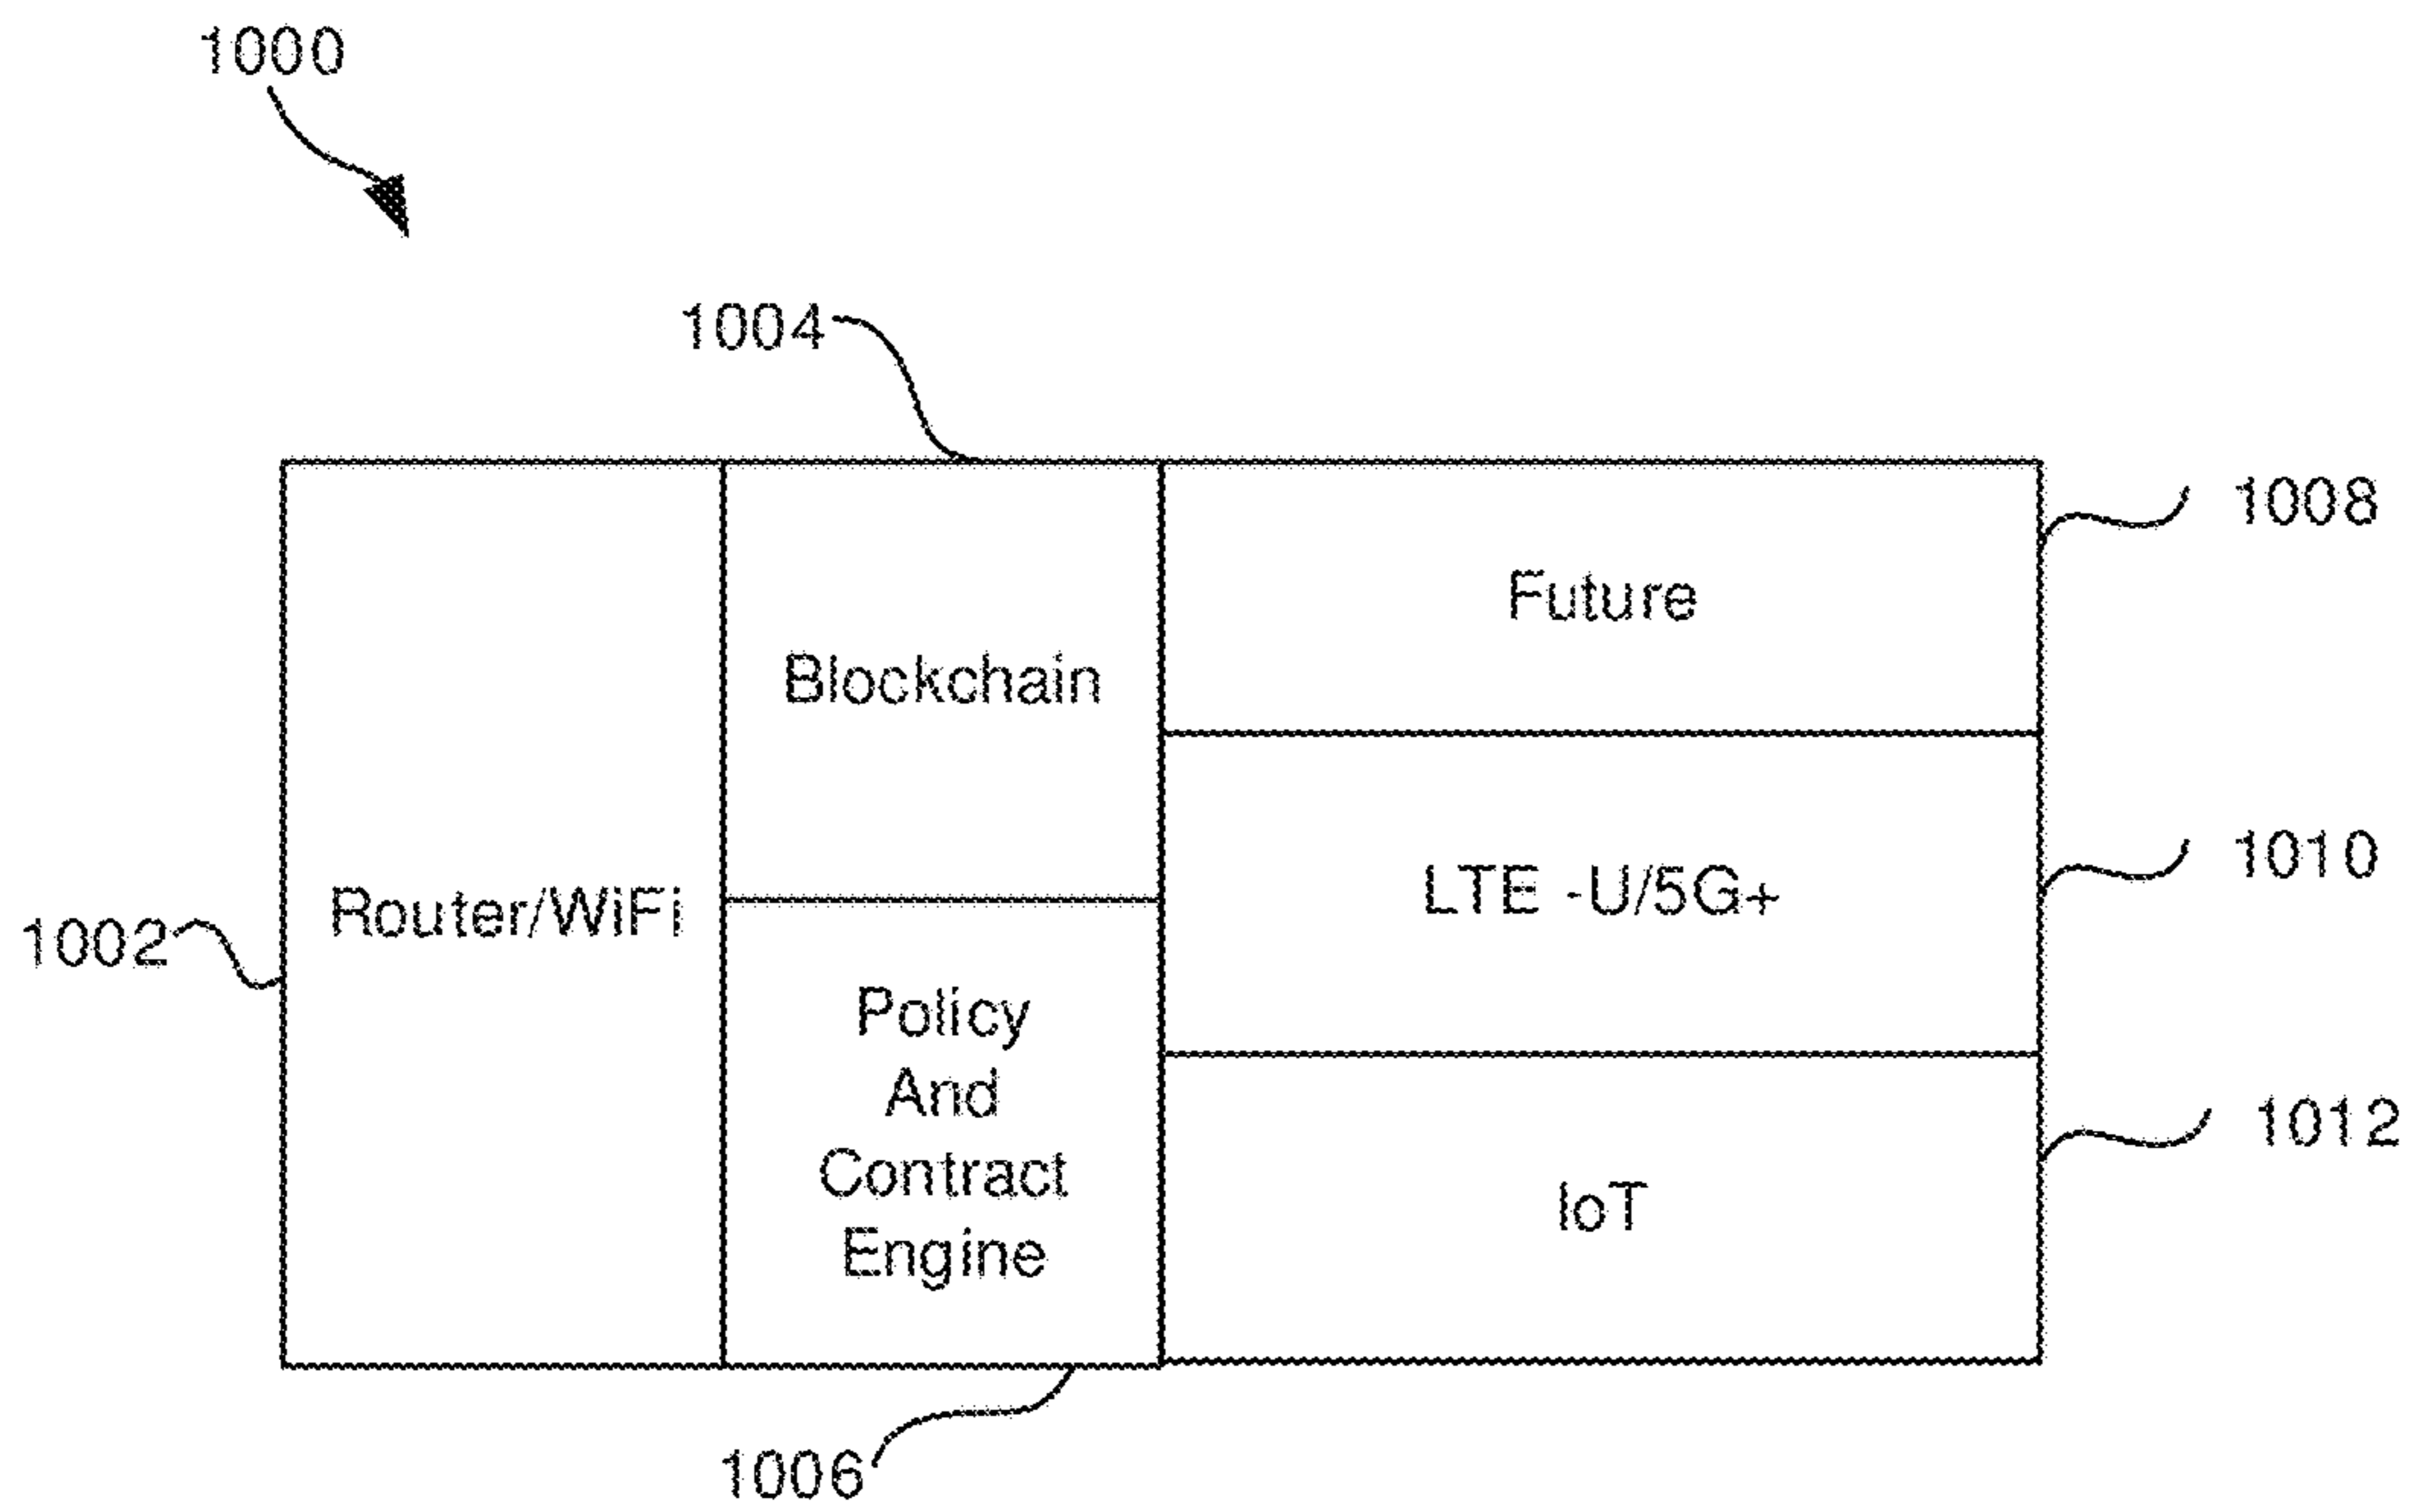 1000
1004
1008
Future
Blockchain
1010
LTE -U/5G+
Router/WiFi
1002
Policy
And
Contract
Engine
1012
IoT
1006